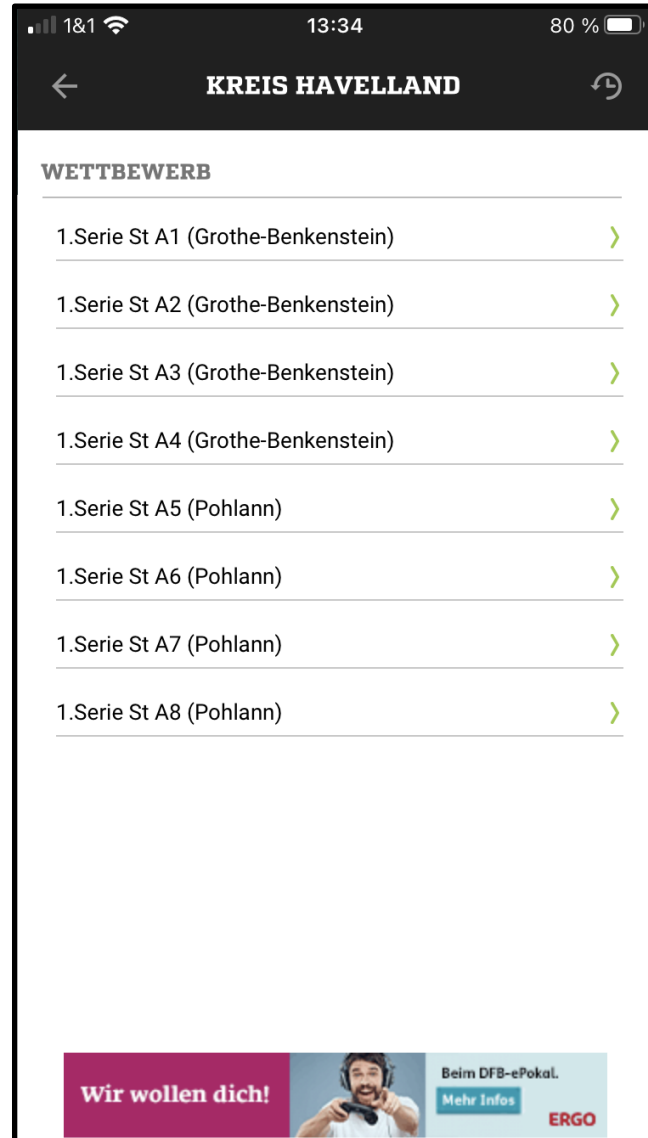 1&1 13:34 80 %
KREIS HAVELLAND
WETTBEWERB
1.Serie St A1 (Grothe-Benkenstein)
1.Serie St A2 (Grothe-Benkenstein)
1.Serie St A3 (Grothe-Benkenstein)
1.Serie St A4 (Grothe-Benkenstein)
1.Serie St A5 (Pohlann)
1.Serie St A6 (Pohlann)
1.Serie St A7 (Pohlann)
1.Serie St A8 (Pohlann)
Wir wollen dich!
Beim DFB-ePokal.
Mehr Infos
ERGO